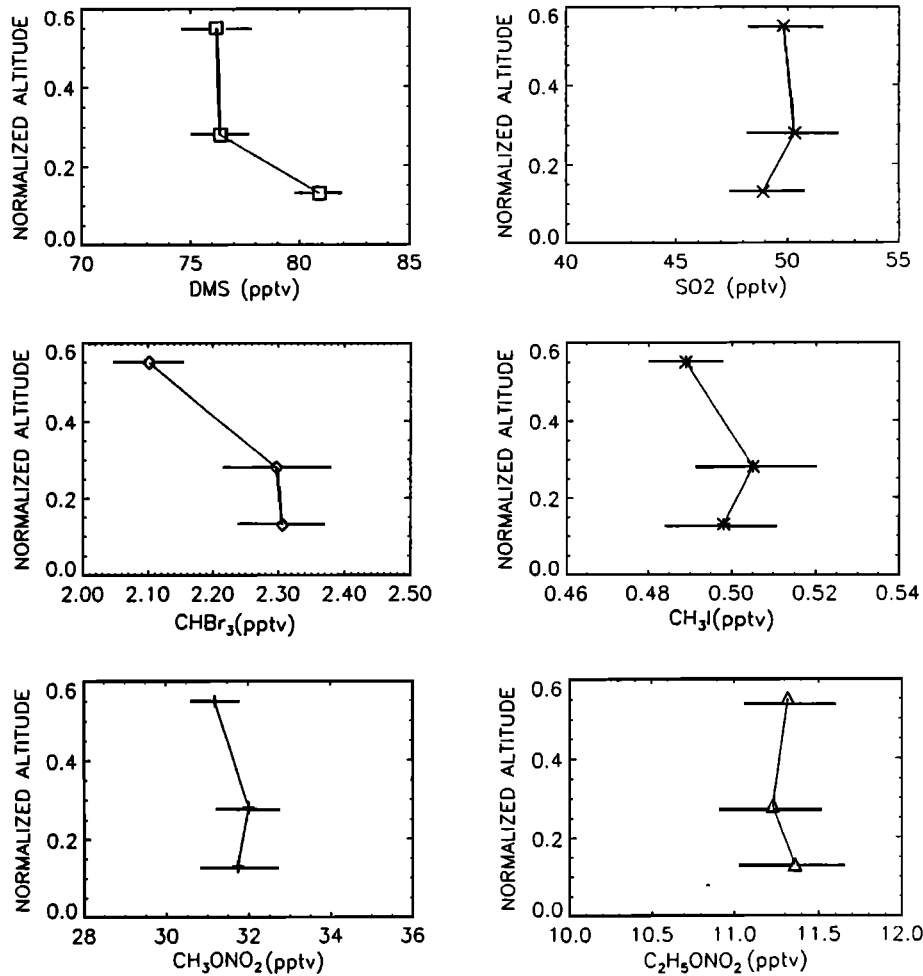 NORMALIZED ALTITUDE
0.6
0.4
0.2
0.0
70 75 80 85
DMS (pptv)
NORMALIZED ALTITUDE
0.6
0.4
0.2
0.0
40 45 50 55
SO2 (pptv)
NORMALIZED ALTITUDE
0.6
0.4
0.2
0.0
2.00 2.10 2.20 2.30 2.40 2.50
CHBr₃(pptv)
NORMALIZED ALTITUDE
0.6
0.4
0.2
0.0
0.46 0.48 0.50 0.52 0.54
CH₃I(pptv)
NORMALIZED ALTITUDE
0.6
0.4
0.2
0.0
28 30 32 34 36
CH₃ONO₂(pptv)
NORMALIZED ALTITUDE
0.6
0.4
0.2
0.0
10.0 10.5 11.0 11.5 12.0
C₂H₅ONO₂(pptv)